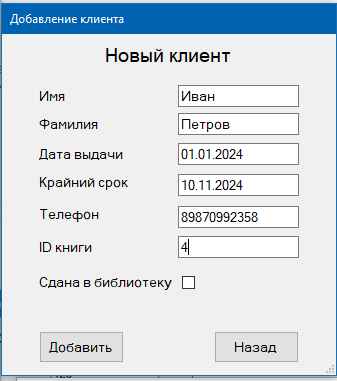 Добавление клиента
Новый клиент
Имя Иван
Фамилия Петров
Дата выдачи 01.01.2024
Крайний срок 10.11.2024
Телефон 89870992358
ID книги 4
Сдана в библиотеку
Добавить Назад